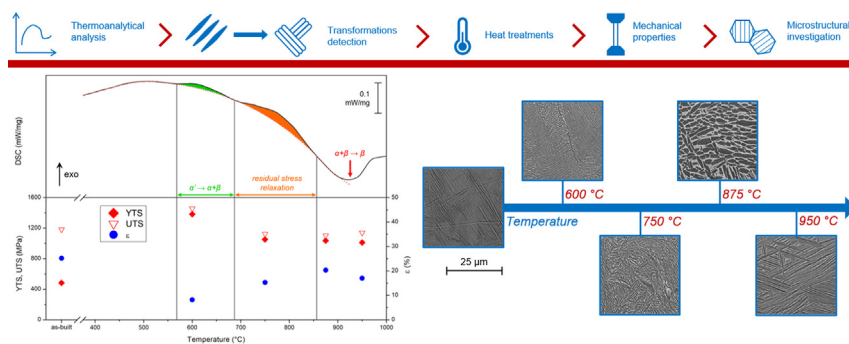 Thermoanalytical
analysis
Transformations
detection
Heat treatments
Mechanical
properties
Microstructural
investigation
0.1
mW/mg
DSC (mW/mg)
exo
α' → α+β
residual stress
relaxation
α+β → β
YTS
UTS
ε
YTS, UTS (MPa)
1600
1200
800
400
0
ε (%)
50
40
30
20
10
0
as-built
400
500
600
700
800
900
1000
Temperature (°C)
25 µm
Temperature
600 °C
750 °C
875 °C
950 °C